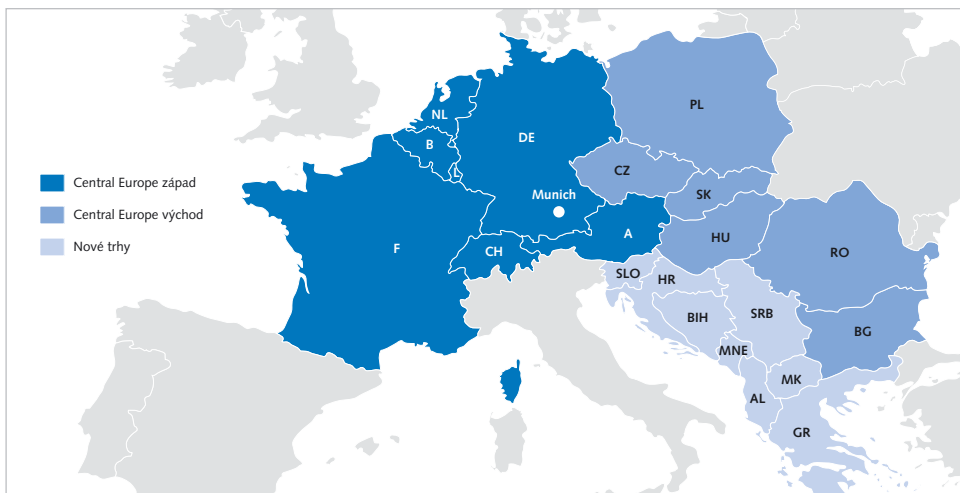 Central Europe západ
Central Europe východ
Nové trhy
NL
B
L
DE
Munich
F
CH
A
PL
CZ
SK
HU
RO
SLO
HR
BIH
SRB
BG
MNE
MK
AL
GR